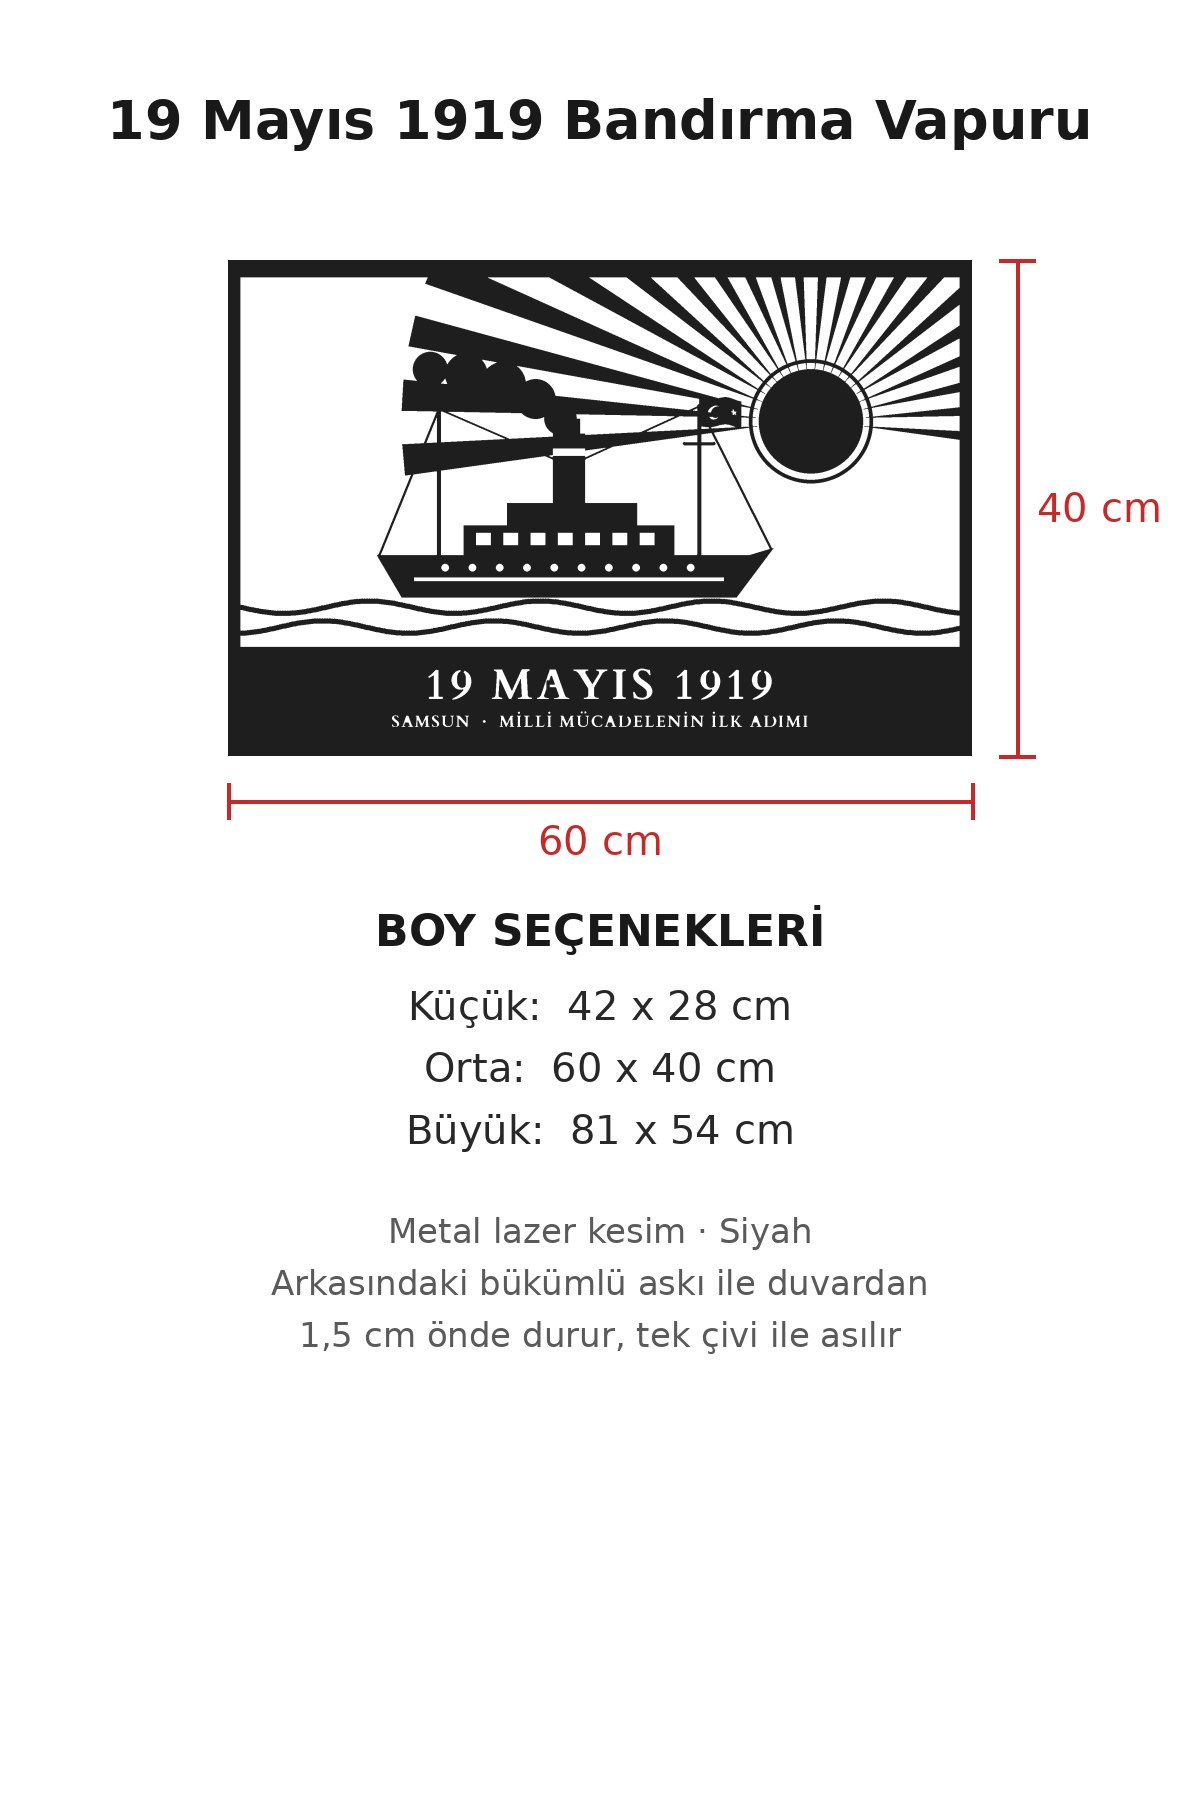 19 Mayıs 1919 Bandırma Vapuru
40 cm
19 MAYIS 1919
SAMSUN · MİLLİ MÜCADELENİN İLK ADIMI
60 cm
BOY SEÇENEKLERİ
Küçük: 42 x 28 cm
Orta: 60 x 40 cm
Büyük: 81 x 54 cm
Metal lazer kesim · Siyah
Arkasındaki bükümlü askı ile duvardan
1,5 cm önde durur, tek çivi ile asılır